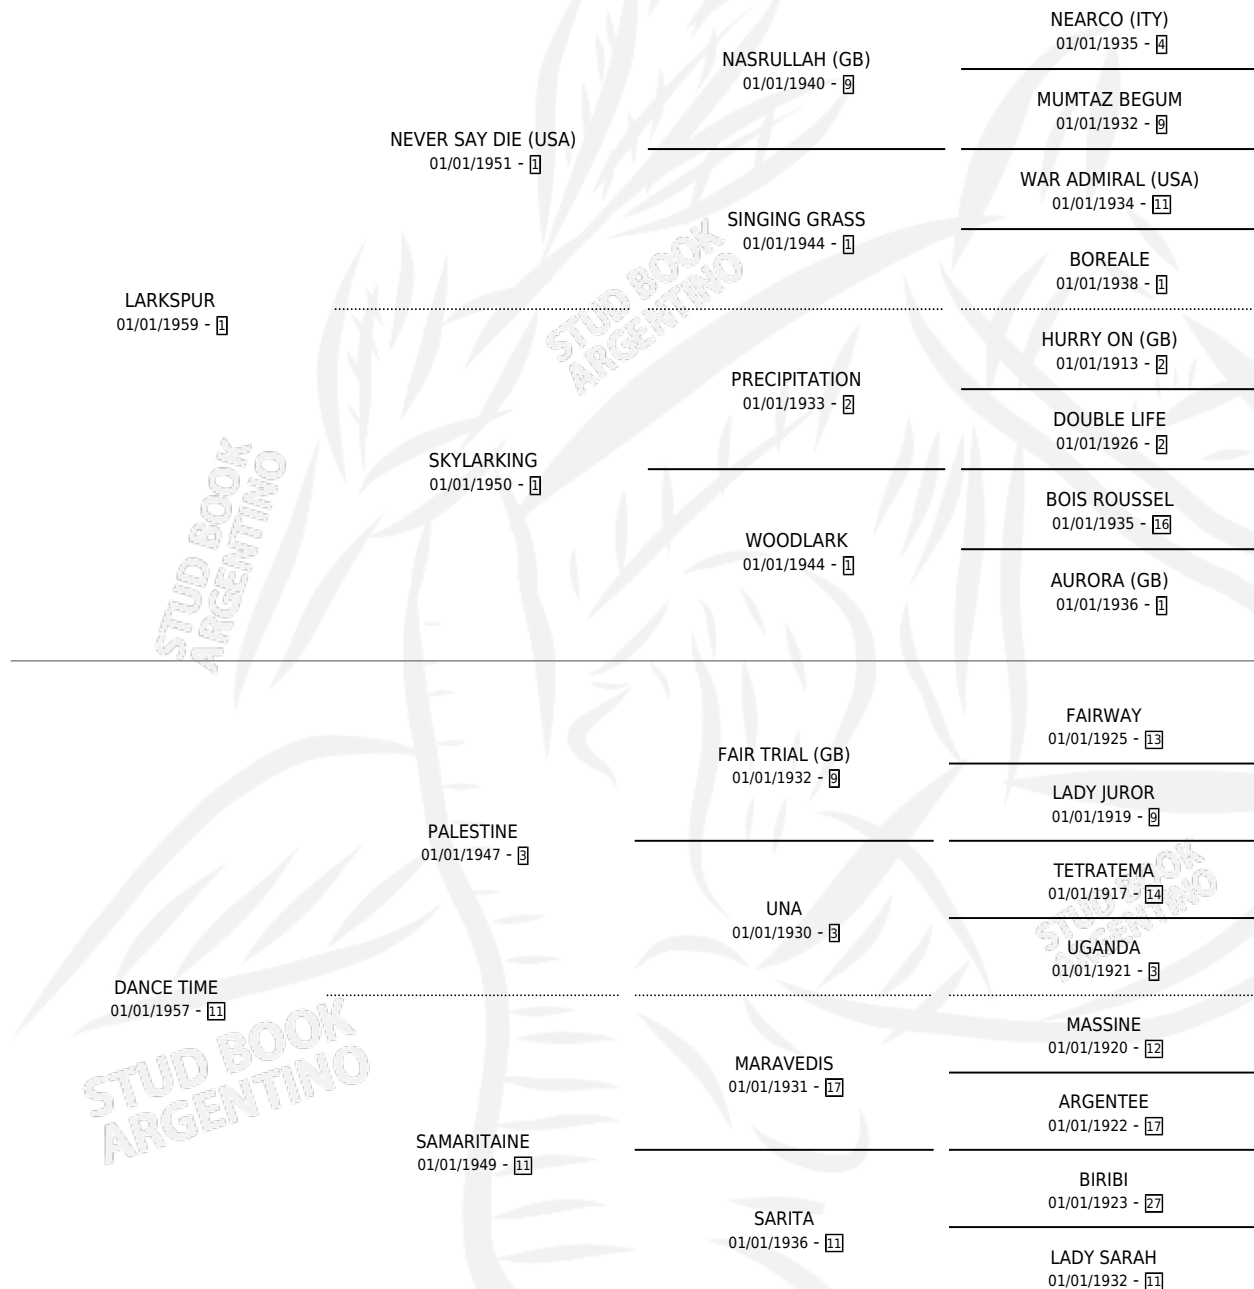 LARKSPUR
01/01/1959 - 1
NEVER SAY DIE (USA)
01/01/1951 - 1
SKYLARKING
01/01/1950 - 1
NASRULLAH (GB)
01/01/1940 - 9
SINGING GRASS
01/01/1944 - 1
PRECIPITATION
01/01/1933 - 2
WOODLARK
01/01/1944 - 1
NEARCO (ITY)
01/01/1935 - 4
MUMTAZ BEGUM
01/01/1932 - 9
WAR ADMIRAL (USA)
01/01/1934 - 11
BOREALE
01/01/1938 - 1
HURRY ON (GB)
01/01/1913 - 2
DOUBLE LIFE
01/01/1926 - 2
BOIS ROUSSEL
01/01/1935 - 16
AURORA (GB)
01/01/1936 - 1
DANCE TIME
01/01/1957 - 11
PALESTINE
01/01/1947 - 3
SAMARITAINE
01/01/1949 - 11
FAIR TRIAL (GB)
01/01/1932 - 9
UNA
01/01/1930 - 3
MARAVEDIS
01/01/1931 - 17
SARITA
01/01/1936 - 11
FAIRWAY
01/01/1925 - 13
LADY JUROR
01/01/1919 - 9
TETRATEMA
01/01/1917 - 14
UGANDA
01/01/1921 - 3
MASSINE
01/01/1920 - 12
ARGENTEE
01/01/1922 - 17
BIRIBI
01/01/1923 - 27
LADY SARAH
01/01/1932 - 11
STUD BOOK
ARGENTINO
STUD BOOK
ARGENTINO
STUD BOOK
ARGENTINO
STUD BOOK
ARGENTINO